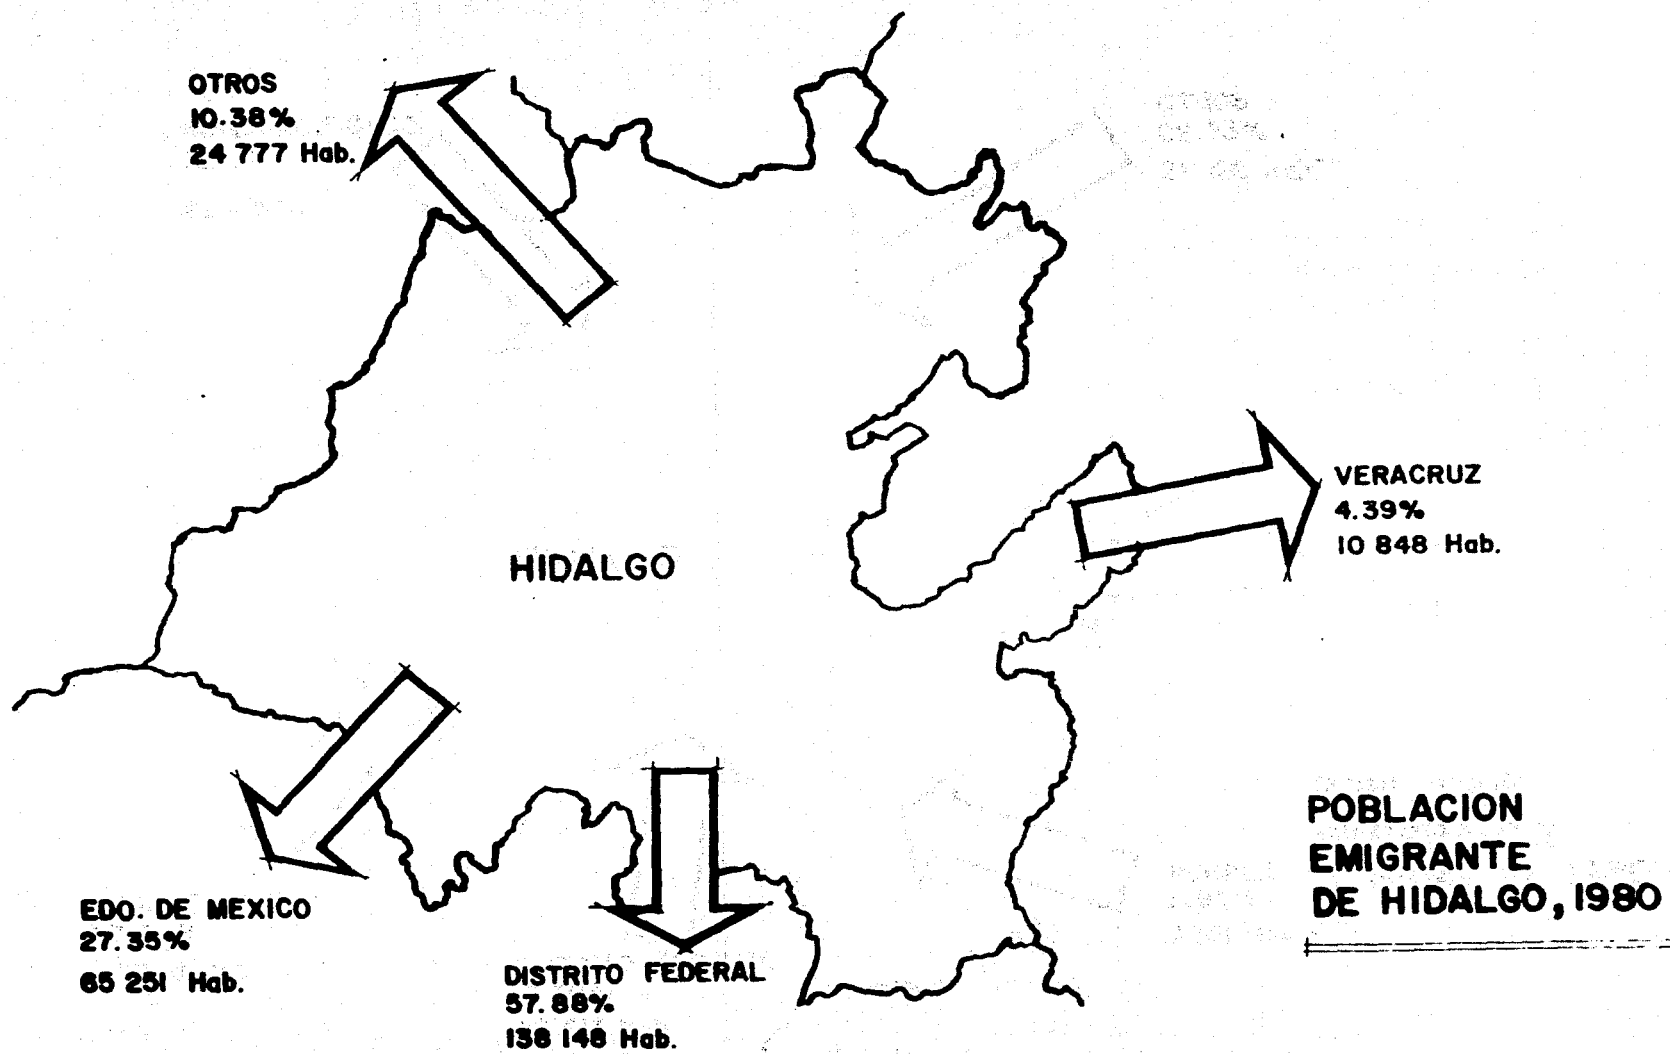 OTROS
10.38%
24 777 Hab.
VERACRUZ
4.39%
10 848 Hab.
HIDALGO
EDO. DE MEXICO
27.35%
65 251 Hab.
DISTRITO FEDERAL
57.88%
138 148 Hab.
POBLACION
EMIGRANTE
DE HIDALGO, 1980